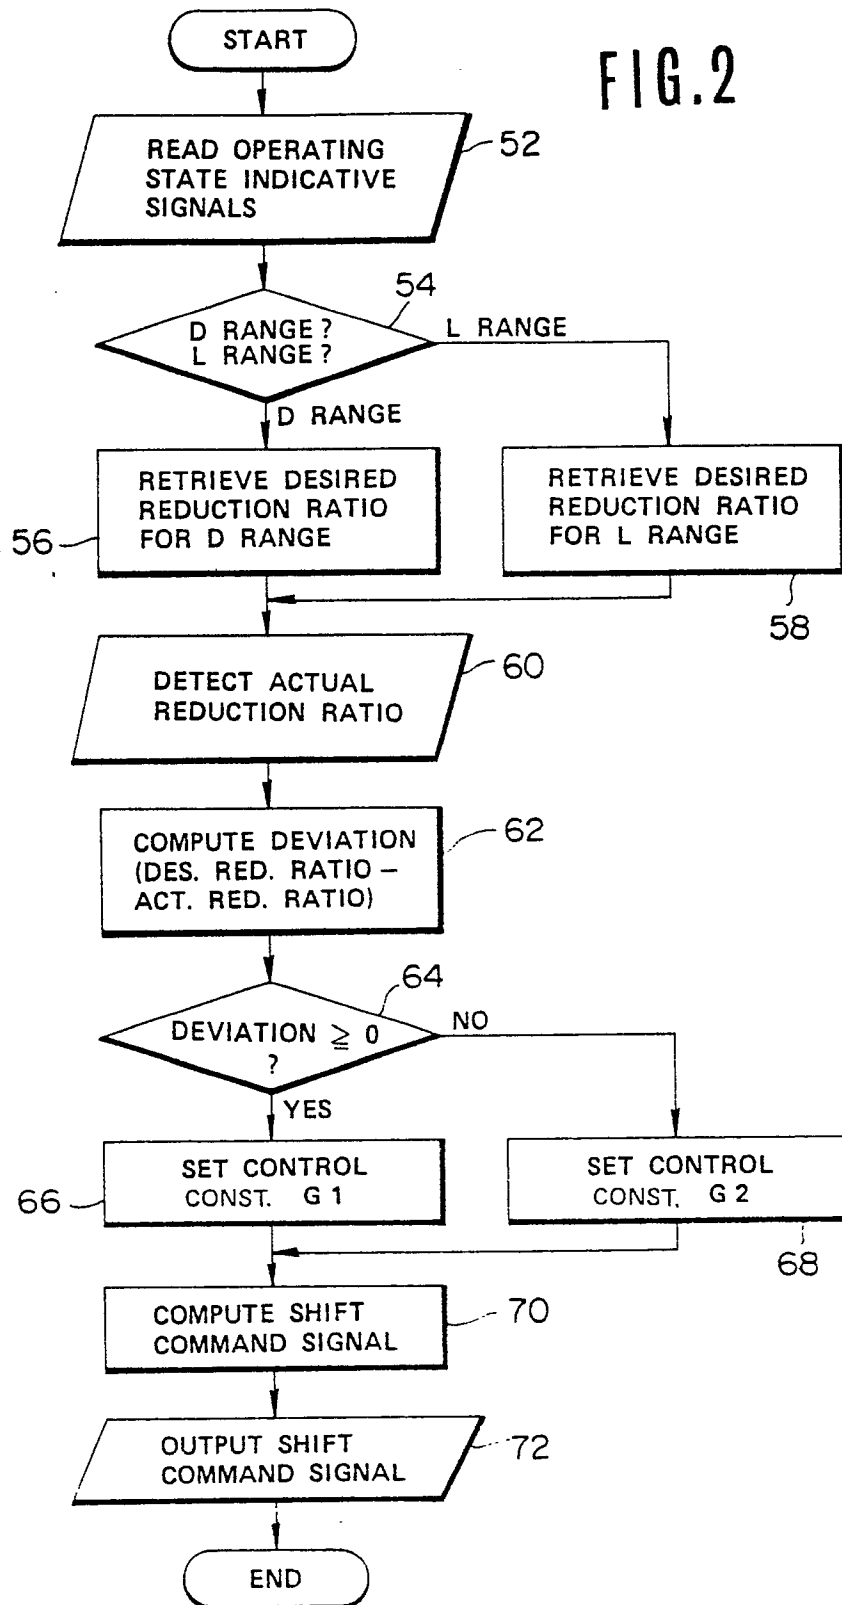 FIG.2
START
READ OPERATING
STATE INDICATIVE
SIGNALS
52
54
D RANGE?
L RANGE?
L RANGE
D RANGE
RETRIEVE DESIRED
REDUCTION RATIO
FOR D RANGE
56
RETRIEVE DESIRED
REDUCTION RATIO
FOR L RANGE
58
DETECT ACTUAL
REDUCTION RATIO
60
COMPUTE DEVIATION
(DES. RED. RATIO –
ACT. RED. RATIO)
62
64
DEVIATION ≧ 0
?
NO
YES
SET CONTROL
CONST. G1
66
SET CONTROL
CONST. G2
68
COMPUTE SHIFT
COMMAND SIGNAL
70
OUTPUT SHIFT
COMMAND SIGNAL
72
END